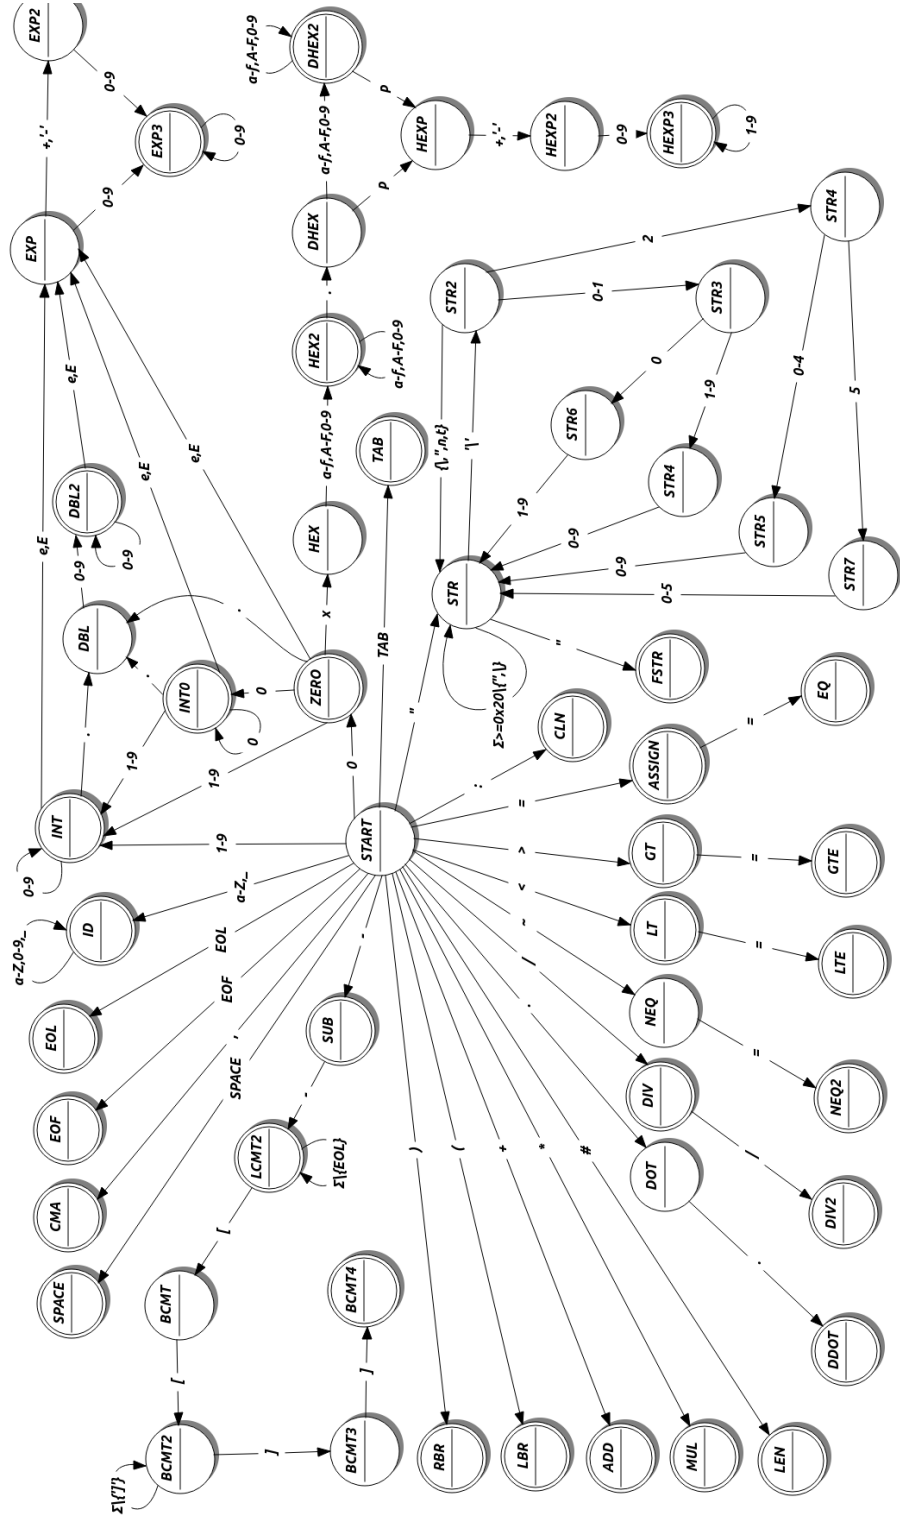 SPACE
CMA
EOF
EOL
a-Z,0-9,_
ID
0-9
INT
e,E
EXP
+,'-'
EXP2
Σ\{']'}
BCMT2
[
BCMT
.
DBL
0-9
DBL2
0-9
e,E
0-9
0-9
EXP3
0-9
1-9
INT0
.
e,E
]
[
SPACE
EOF
,
EOL
a-Z,_
1-9
1-9
0
0
.
e,E
a-f,A-F,0-9
LCMT2
-
SUB
ZERO
x
HEX
a-f,A-F,0-9
HEX2
.
DHEX
a-f,A-F,0-9
DHEX2
BCMT3
]
BCMT4
Σ\{EOL}
-
START
0
TAB
TAB
a-f,A-F,0-9
p
p
RBR
)
"
STR
{\,",n,t}
STR2
HEXP
LBR
(
:
Σ>=0x20\{",\}
'\'
+,'-'
ADD
+
.
/
~
<
>
=
CLN
"
1-9
STR6
HEXP2
MUL
*
0-9
0-1
0-9
LEN
#
DOT
DIV
NEQ
LT
GT
ASSIGN
FSTR
0-5
0-9
STR4
0
2
HEXP3
.
/
=
=
=
=
STR5
1-9
STR3
1-9
0-4
DDOT
DIV2
NEQ2
LTE
GTE
EQ
STR7
5
STR4